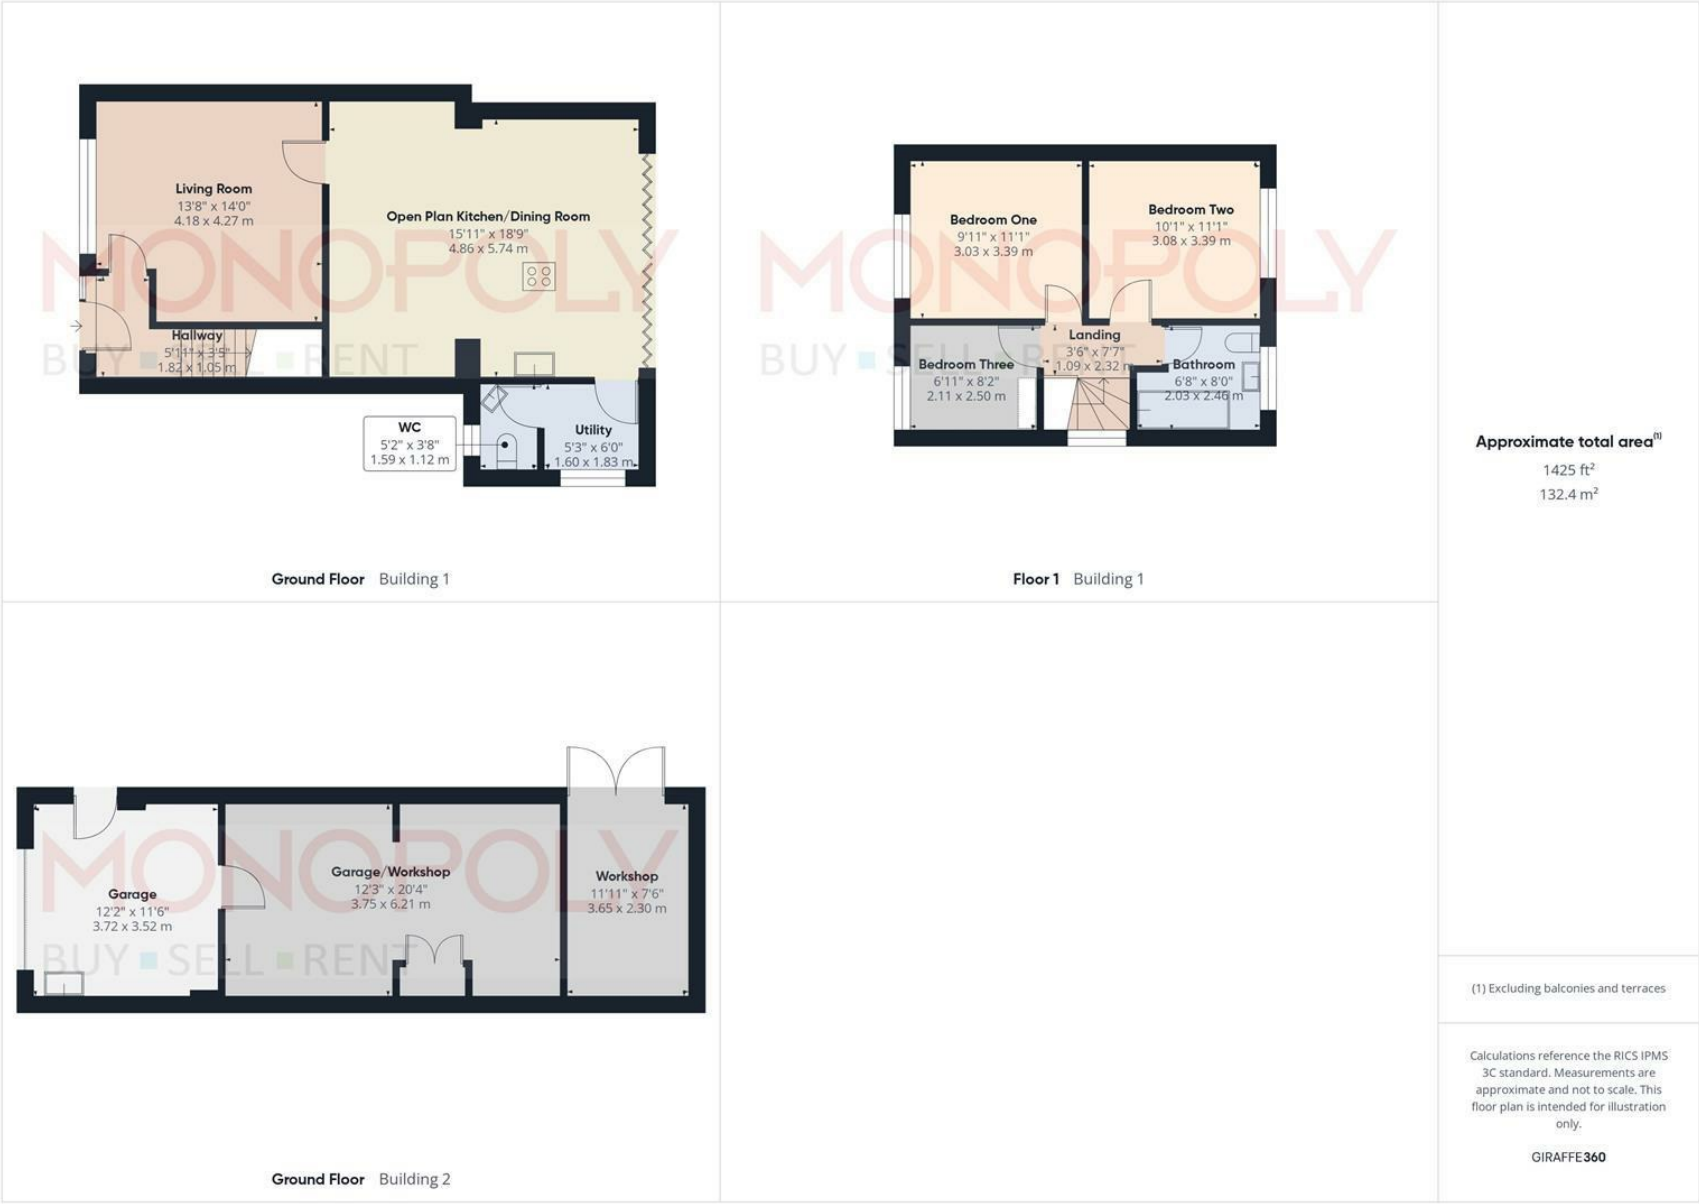 Living Room
13'8" x 14'0"
4.18 x 4.27 m
Open Plan Kitchen/Dining Room
15'11" x 18'9"
4.86 x 5.74 m
MONOPOLY
BUY SELL RENT
Hallway
5'11" x 3'5"
1.82 x 1.05 m
WC
5'2" x 3'8"
1.59 x 1.12 m
Utility
5'3" x 6'0"
1.60 x 1.83 m
Ground Floor Building 1
Bedroom One
9'11" x 11'1"
3.03 x 3.39 m
Bedroom Two
10'1" x 11'1"
3.08 x 3.39 m
MONOPOLY
BUY SELL RENT
Landing
3'6" x 7'7"
1.09 x 2.32 m
Bedroom Three
6'11" x 8'2"
2.11 x 2.50 m
Bathroom
6'8" x 8'0"
2.03 x 2.46 m
Floor 1 Building 1
MONOPOLY
BUY SELL RENT
Garage
12'2" x 11'6"
3.72 x 3.52 m
Garage/Workshop
12'3" x 20'4"
3.75 x 6.21 m
Workshop
11'11" x 7'6"
3.65 x 2.30 m
Ground Floor Building 2
Approximate total area(1)
1425 ft²
132.4 m²
(1) Excluding balconies and terraces
Calculations reference the RICS IPMS
3C standard. Measurements are
approximate and not to scale. This
floor plan is intended for illustration
only.
GIRAFFE360